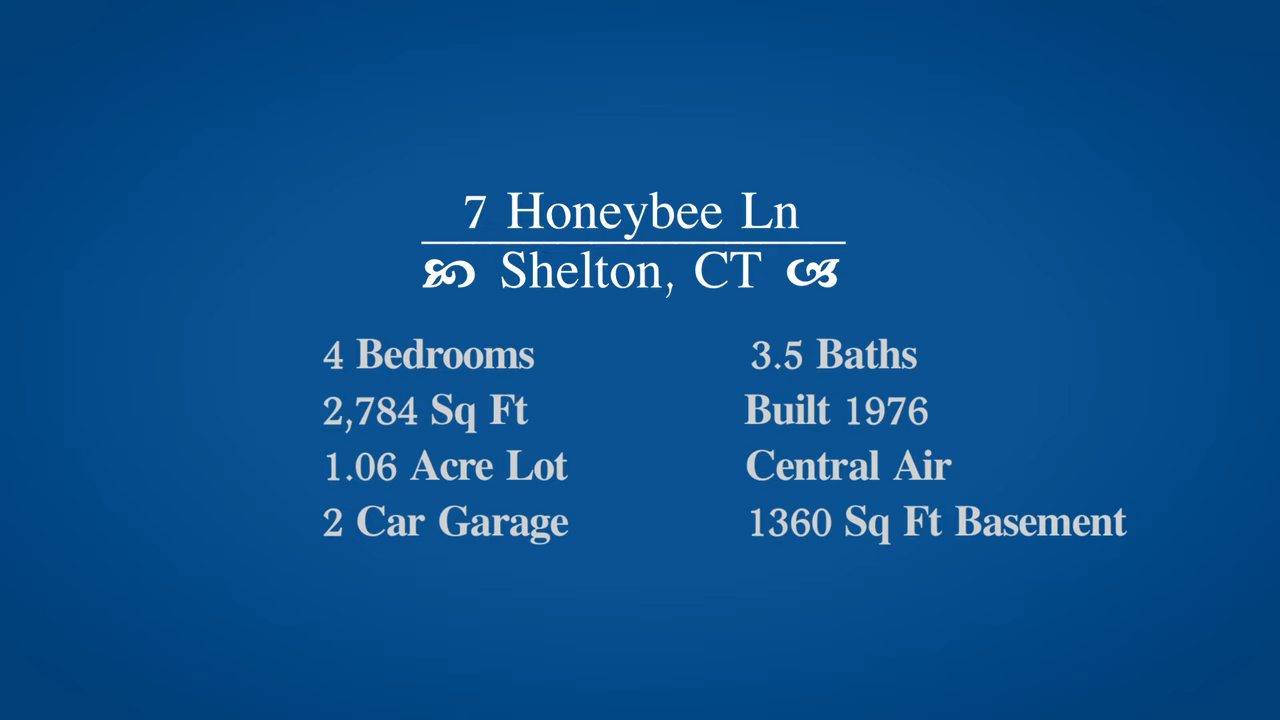 7 Honeybee Ln
Shelton, CT
4 Bedrooms
2,784 Sq Ft
1.06 Acre Lot
2 Car Garage
3.5 Baths
Built 1976
Central Air
1360 Sq Ft Basement